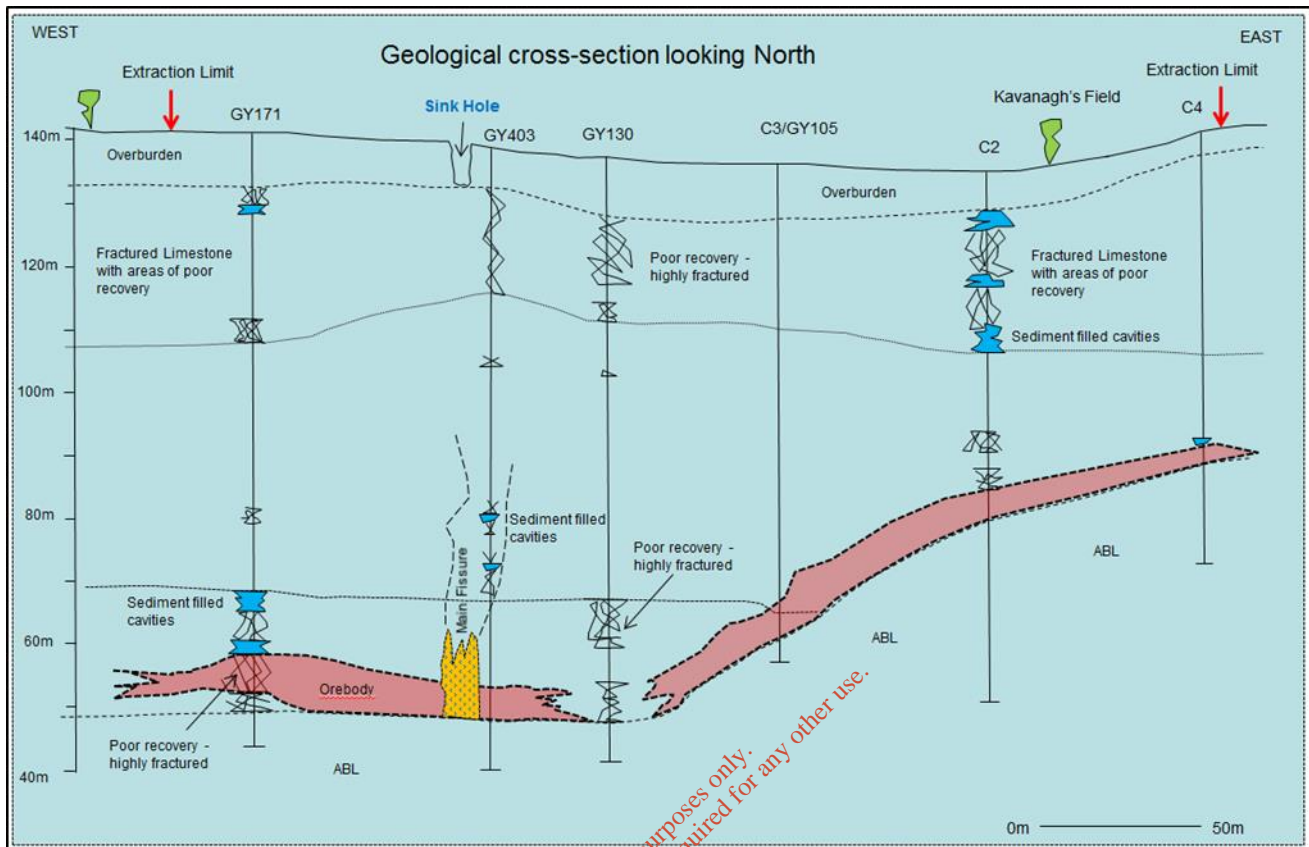 WEST
EAST
Geological cross-section looking North
Extraction Limit
Extraction Limit
Sink Hole
Kavanagh's Field
GY171
GY403
GY130
C3/GY105
C2
C4
140m
Overburden
Overburden
120m
Fractured Limestone
with areas of poor
recovery
Poor recovery -
highly fractured
Fractured Limestone
with areas of poor
recovery
Sediment filled cavities
100m
80m
Sediment filled
cavities
Main Fissure
Poor recovery -
highly fractured
ABL
Sediment filled
cavities
60m
ABL
Orebody
Poor recovery -
highly fractured
ABL
40m
urposes only.
quired for any other use.
0m
50m